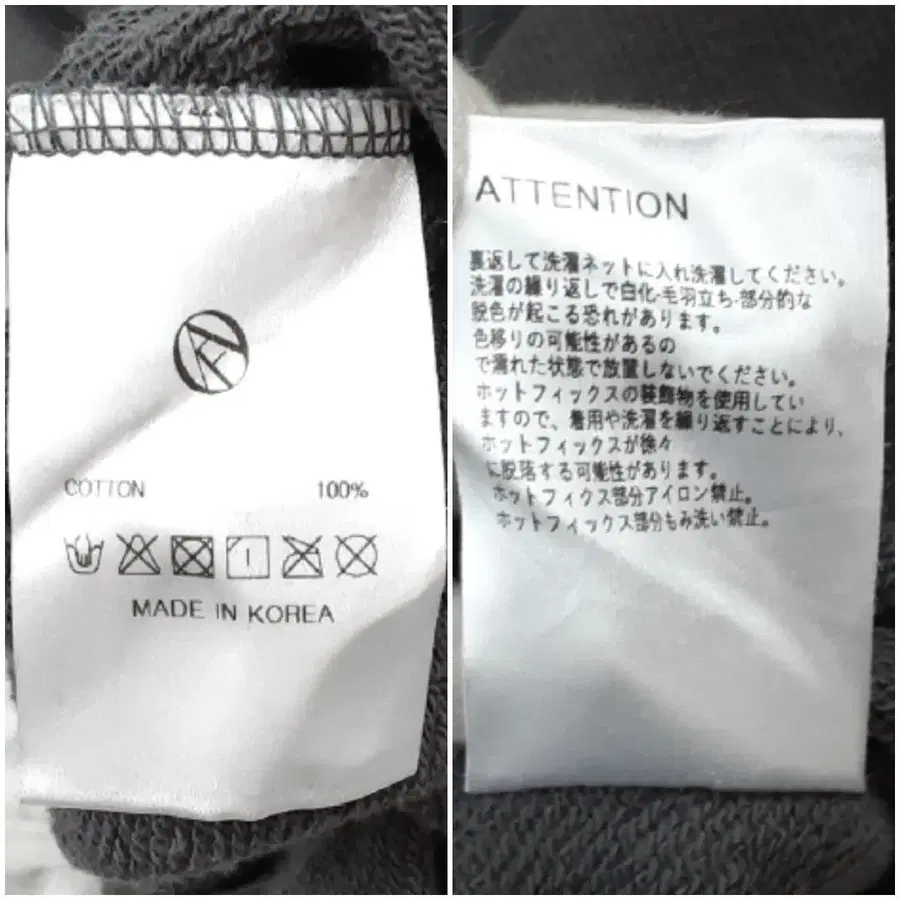 COTTON 100%
MADE IN KOREA
ATTENTION
裏返して洗濯ネットに入れ洗濯してください。
洗濯の繰り返しで白化·毛羽立ち·部分的な
脱色が起こる恐れがあります。
色移りの可能性があるの
で濡れた状態で放置しないでください。
ホットフィックスの装飾物を使用してい
ますので、着用や洗濯を繰り返すことにより、
ホットフィックスが徐々
に脱落する可能性があります。
ホットフィクス部分アイロン禁止。
ホットフィックス部分もみ洗い禁止。